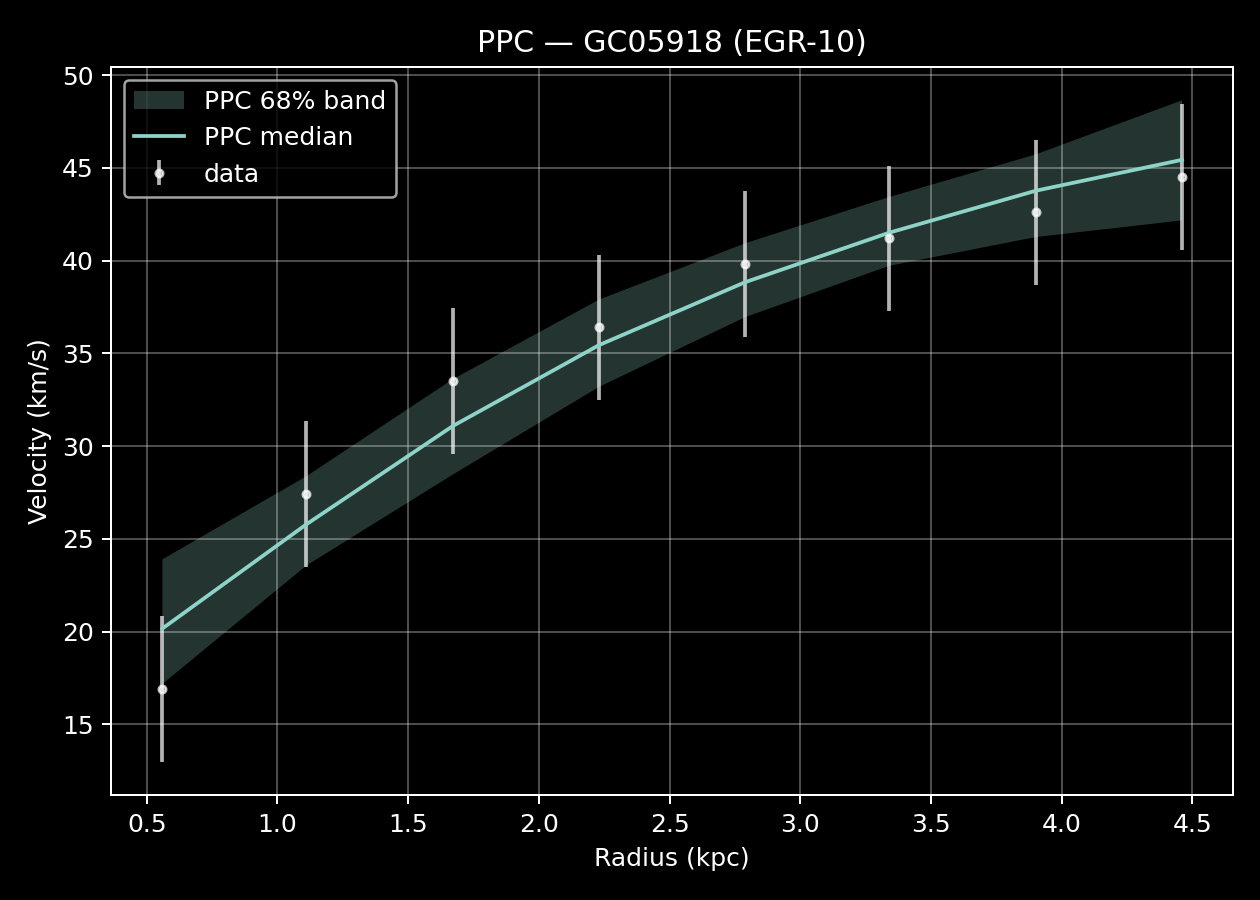 PPC — GC05918 (EGR-10)
PPC 68% band
PPC median
data
50
45
40
35
30
25
20
15
Velocity (km/s)
0.5 1.0 1.5 2.0 2.5 3.0 3.5 4.0 4.5
Radius (kpc)